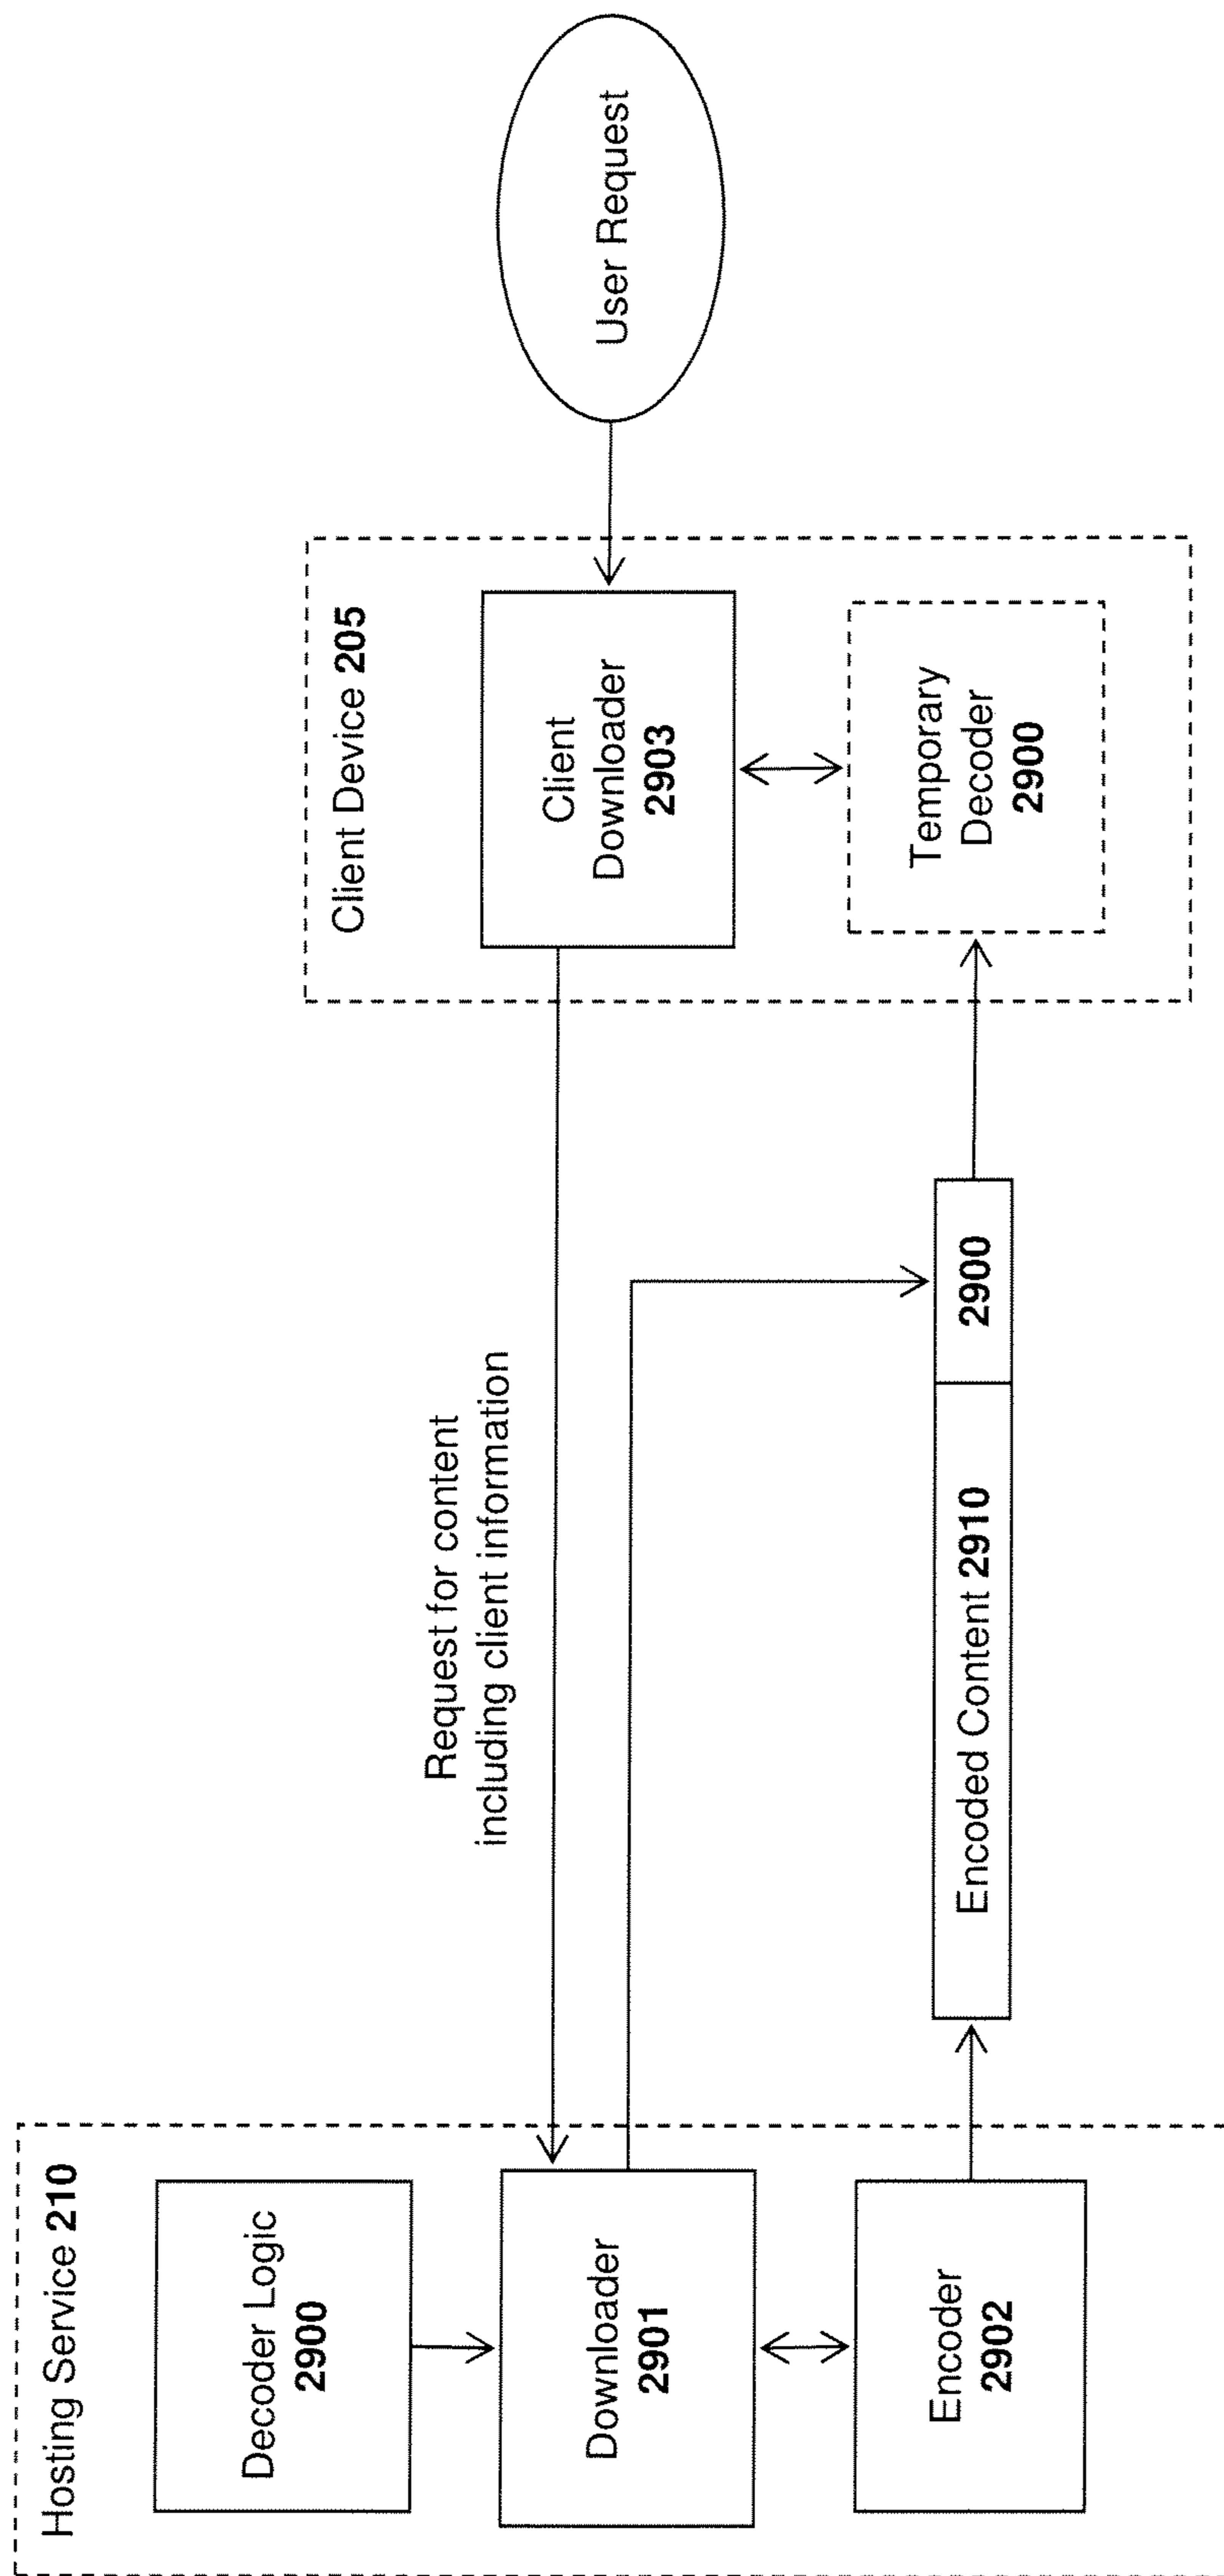 Hosting Service 210
Decoder Logic
2900
Downloader
2901
Encoder
2902
Request for content
including client information
Encoded Content 2910
2900
Client Device 205
Client
Downloader
2903
Temporary
Decoder
2900
User Request